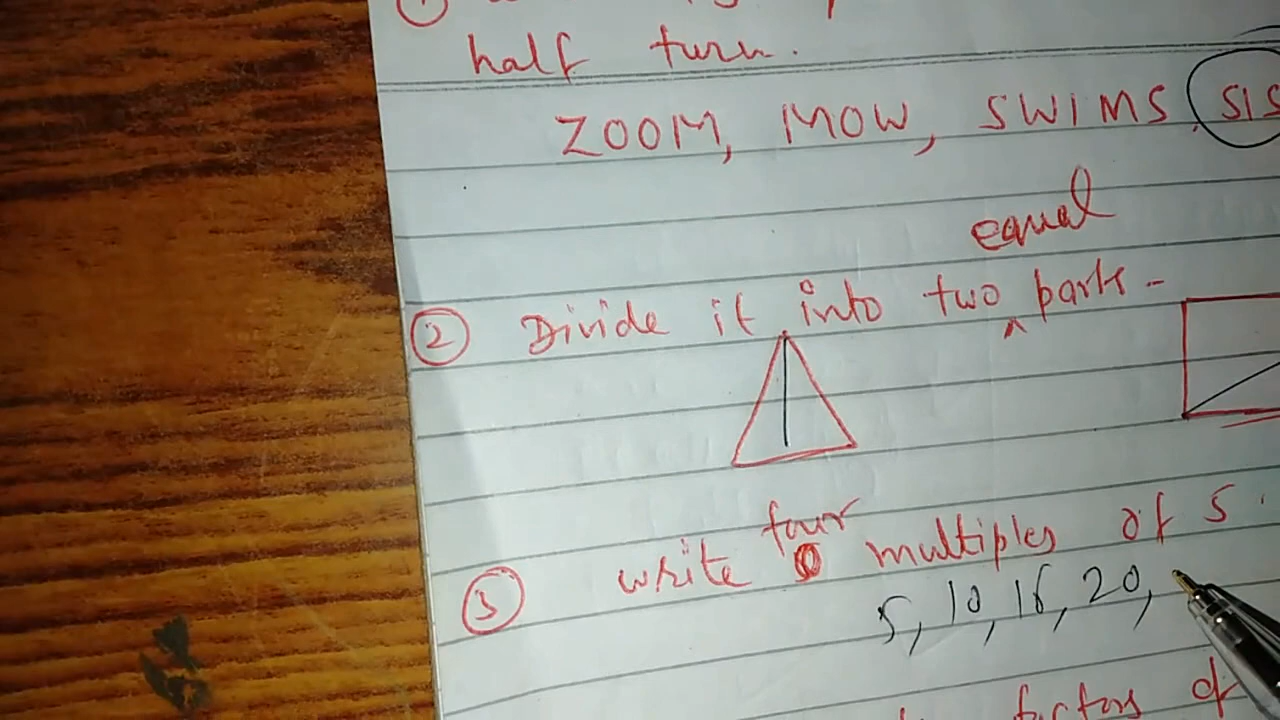 ①
half turn.
ZOOM, MOW, SWIMS, SIS
equal
② Divide it into two ^ parts -
four
③ write multiples of 5.
5, 10, 15, 20,
factors of